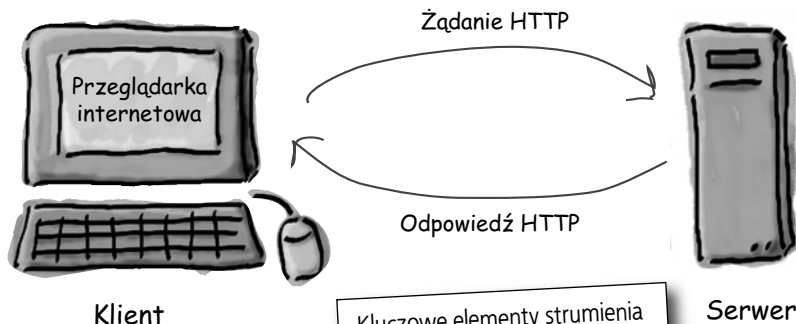 Żądanie HTTP
Przeglądarka
internetowa
Odpowiedź HTTP
Klient
Kluczowe elementy strumienia
Serwer